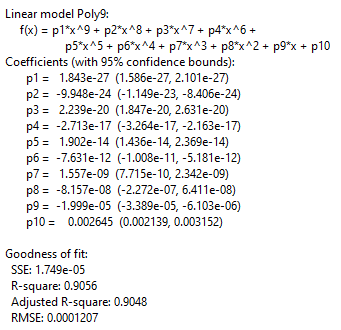 Linear model Poly9:
f(x) = p1*x^9 + p2*x^8 + p3*x^7 + p4*x^6 +
p5*x^5 + p6*x^4 + p7*x^3 + p8*x^2 + p9*x + p10
Coefficients (with 95% confidence bounds):
p1 = 1.843e-27 (1.586e-27, 2.101e-27)
p2 = -9.948e-24 (-1.149e-23, -8.406e-24)
p3 = 2.239e-20 (1.847e-20, 2.631e-20)
p4 = -2.713e-17 (-3.264e-17, -2.163e-17)
p5 = 1.902e-14 (1.436e-14, 2.369e-14)
p6 = -7.631e-12 (-1.008e-11, -5.181e-12)
p7 = 1.557e-09 (7.715e-10, 2.342e-09)
p8 = -8.157e-08 (-2.272e-07, 6.411e-08)
p9 = -1.999e-05 (-3.389e-05, -6.103e-06)
p10 = 0.002645 (0.002139, 0.003152)
Goodness of fit:
SSE: 1.749e-05
R-square: 0.9056
Adjusted R-square: 0.9048
RMSE: 0.0001207